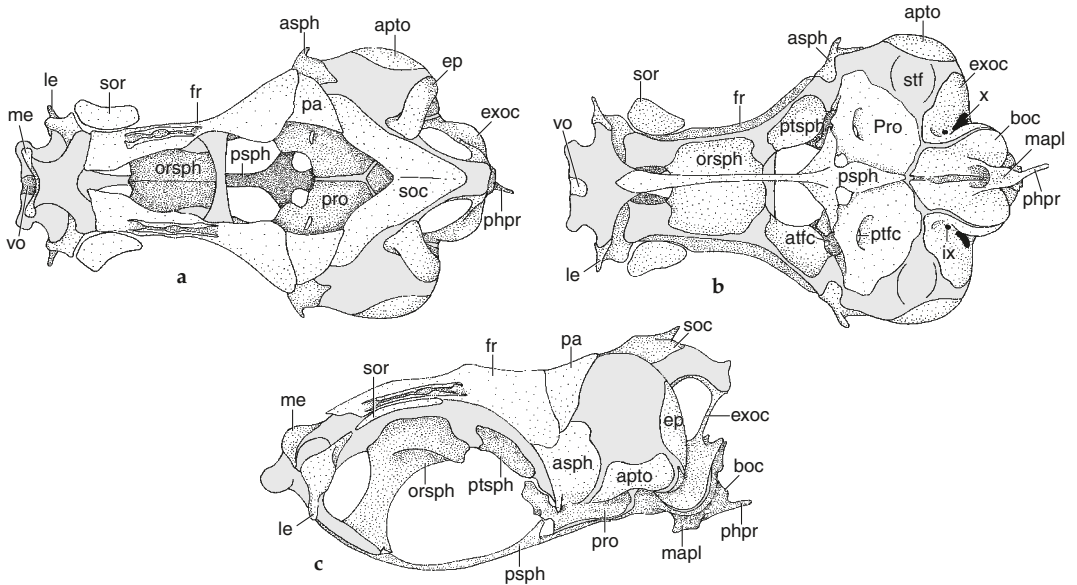 asph
apto
ep
exoc
le
me
sor
fr
pa
orsph
psph
pro
soc
phpr
vo
a
apto
asph
stf
exoc
x
boc
mapl
sor
fr
ptsph
Pro
vo
orsph
psph
phpr
atfc
ptfc
ix
le
b
soc
pa
fr
sor
me
exoc
ep
asph
apto
boc
orsph
ptsph
le
pro
mapl
phpr
psph
c